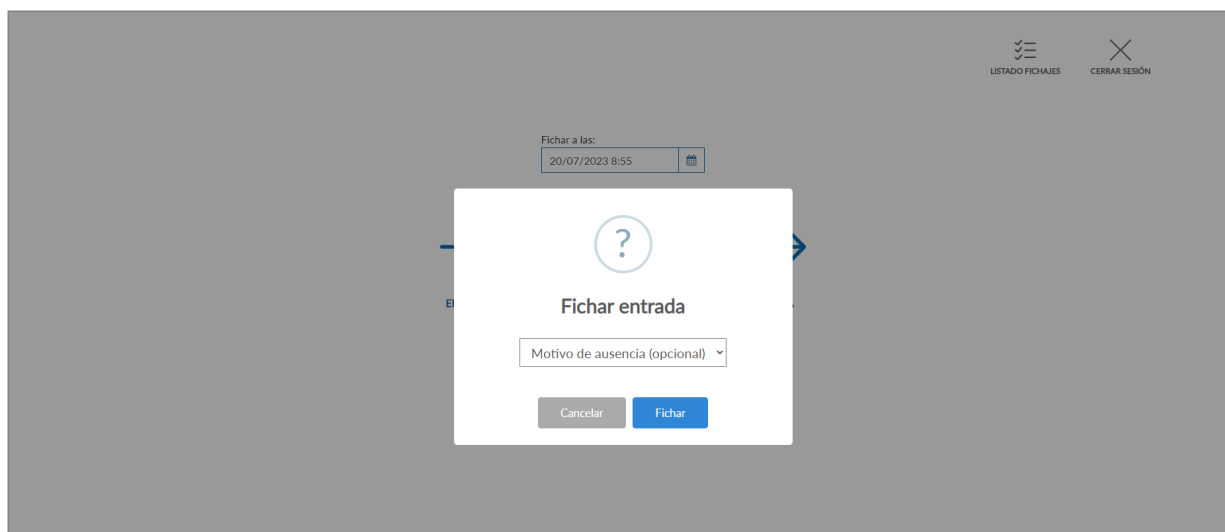 LISTADO FICHAJES CERRAR SESIÓN
Fichar a las:
20/07/2023 8:55
?
Fichar entrada
Motivo de ausencia (opcional)
Cancelar Fichar